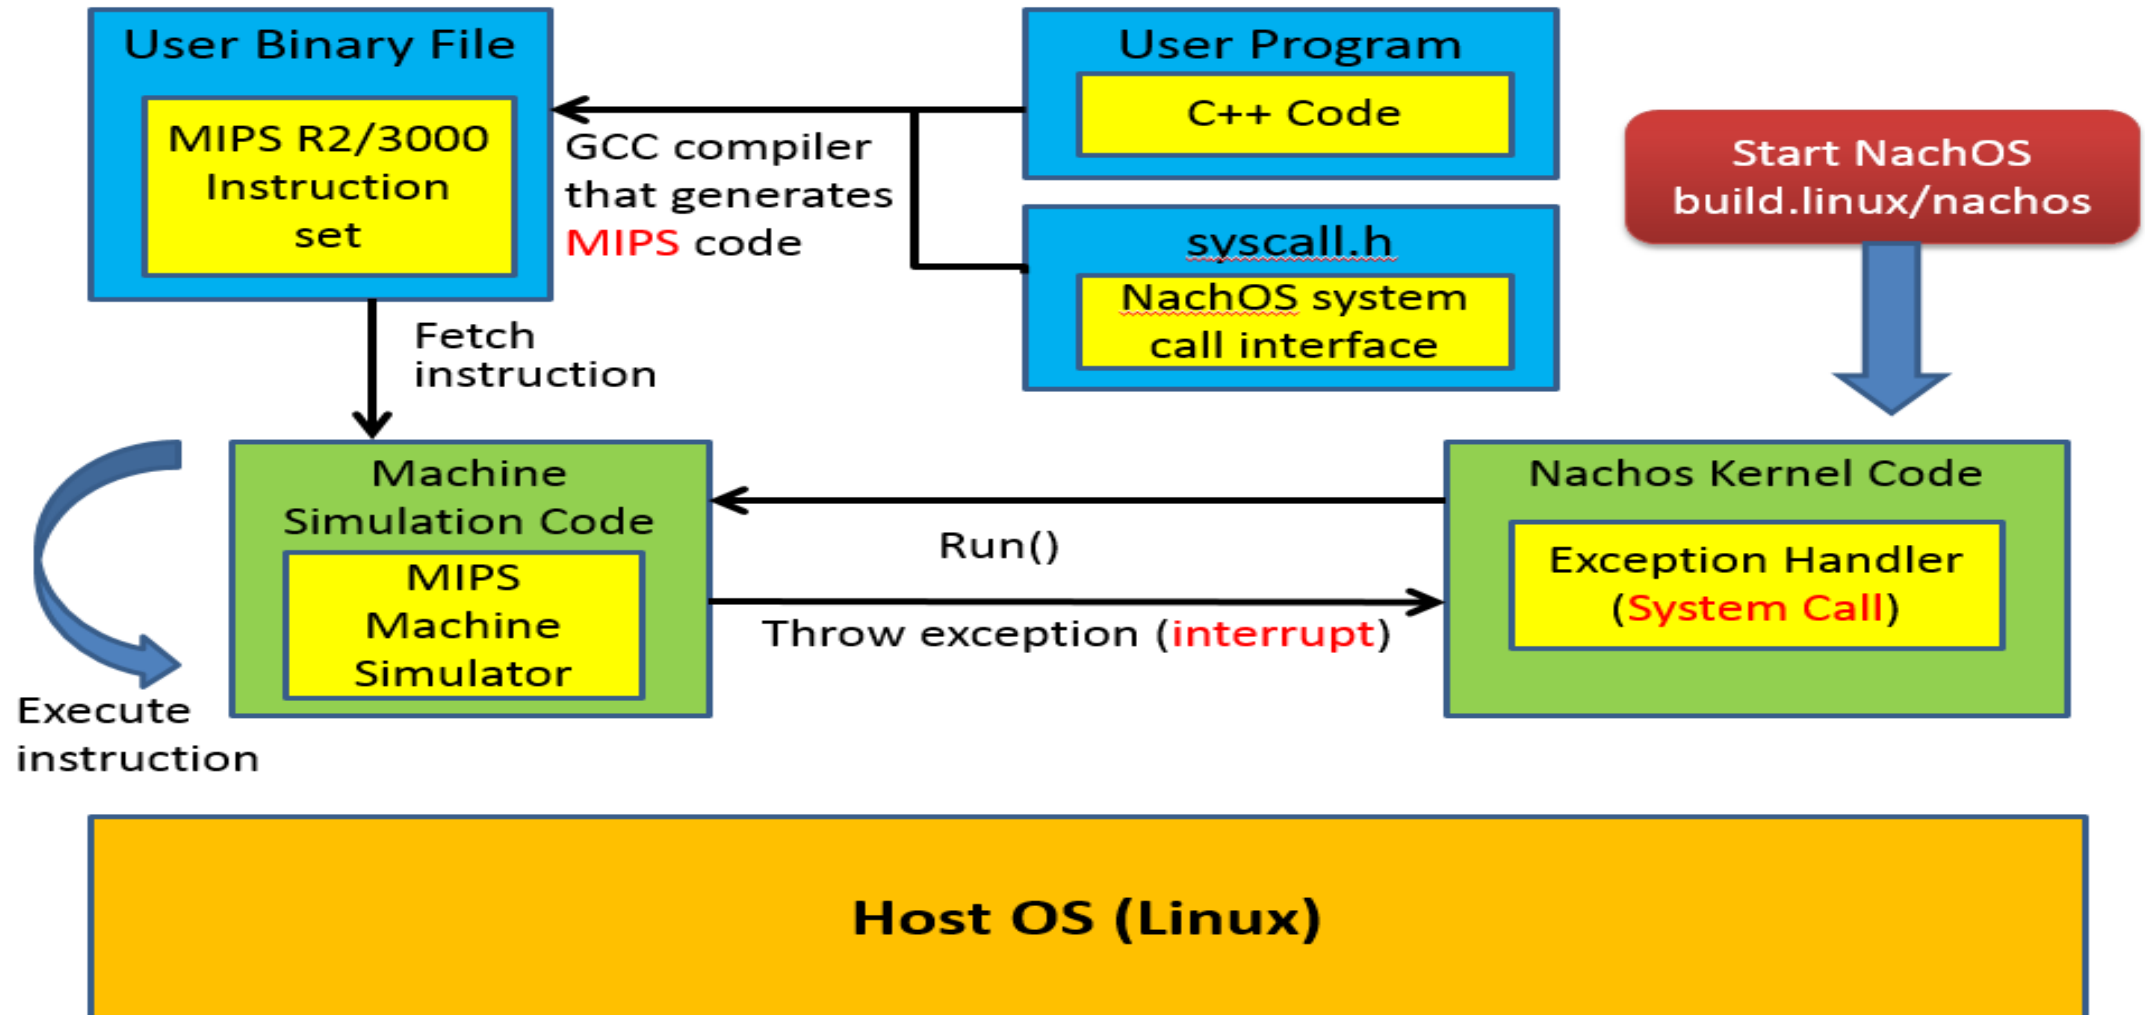 User Binary File
MIPS R2/3000
Instruction
set
GCC compiler
that generates
MIPS code
User Program
C++ Code
syscall.h
NachOS system
call interface
Start NachOS
build.linux/nachos
Fetch
instruction
Machine
Simulation Code
MIPS
Machine
Simulator
Execute
instruction
Run()
Throw exception (interrupt)
Nachos Kernel Code
Exception Handler
(System Call)
Host OS (Linux)